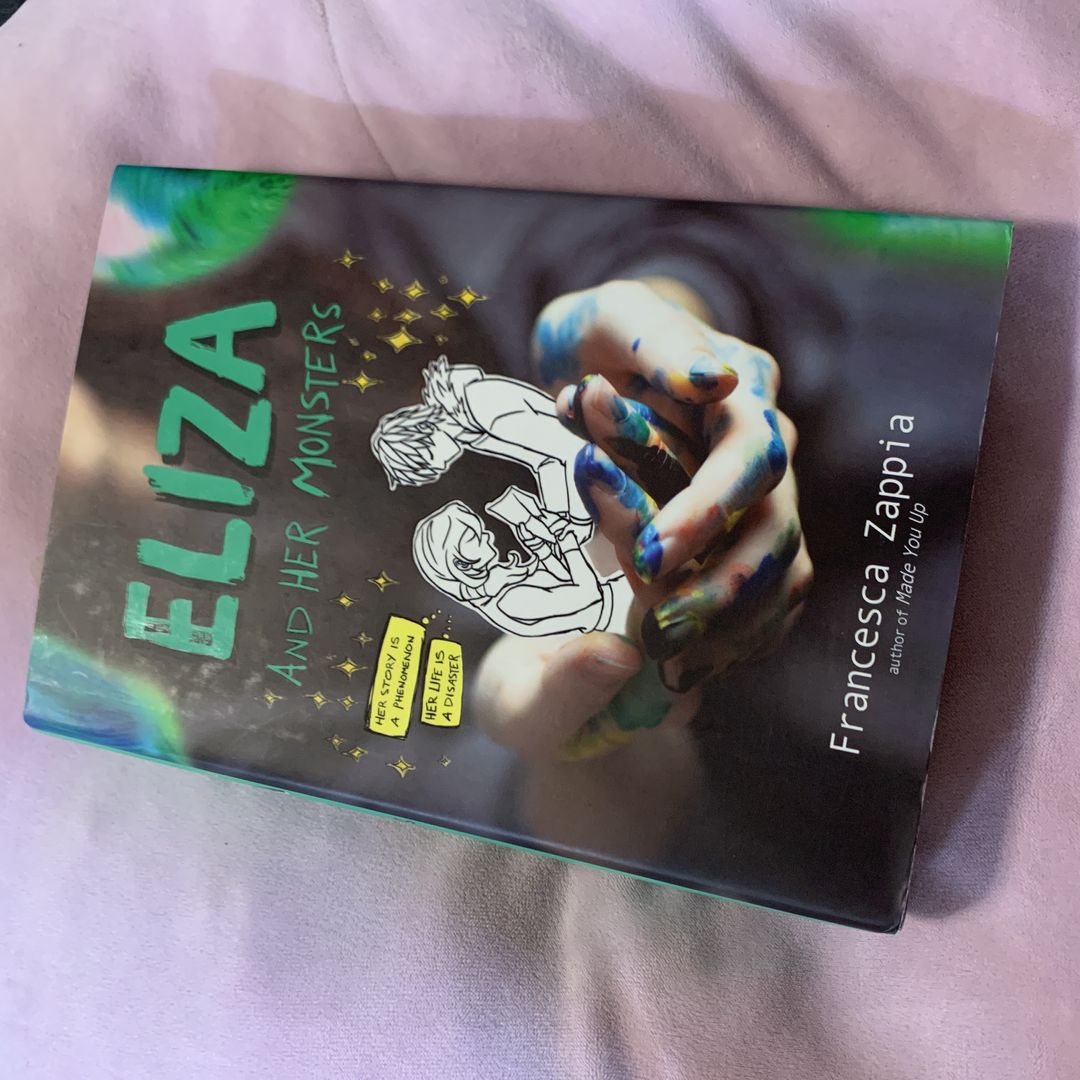 ELIZA
AND HER MONSTERS
HER STORY IS
A PHENOMENON
HER LIFE IS
A DISASTER
Francesca Zappia
author of Made You Up